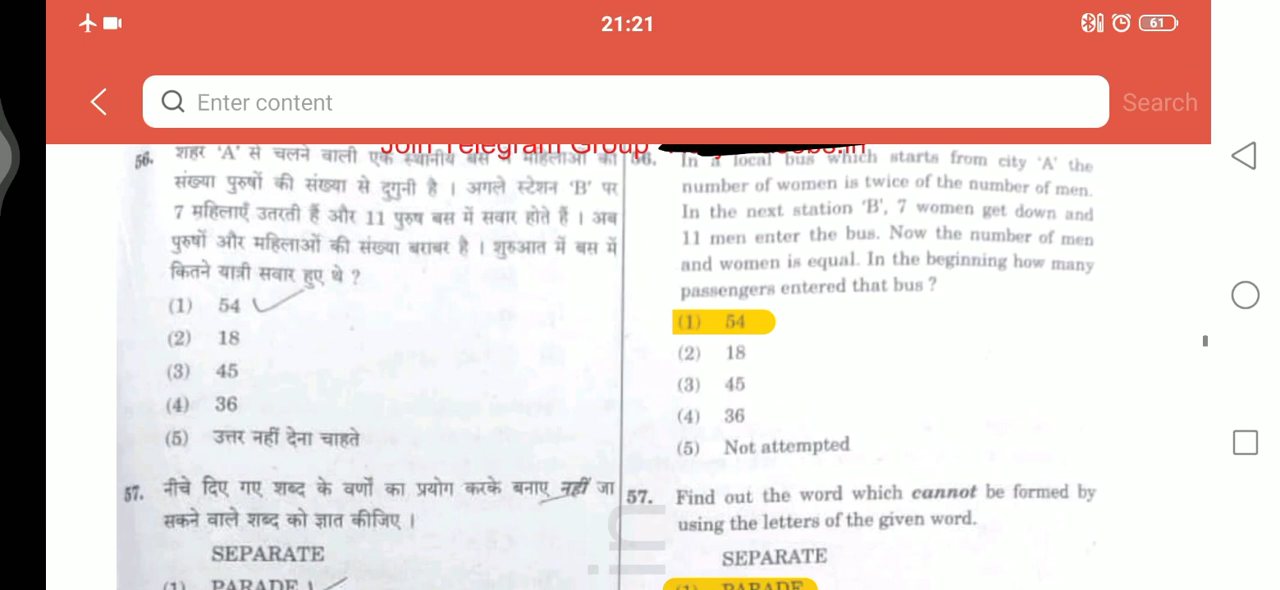 21:21
61
Enter content
Search
Join Telegram Group
56. शहर 'A' से चलने वाली एक स्थानीय बस में महिलाओं की
संख्या पुरुषों की संख्या से दुगुनी है । अगले स्टेशन 'B' पर
7 महिलाएँ उतरती हैं और 11 पुरुष बस में सवार होते हैं । अब
पुरुषों और महिलाओं की संख्या बराबर है । शुरुआत में बस में
कितने यात्री सवार हुए थे ?
(1) 54
(2) 18
(3) 45
(4) 36
(5) उत्तर नहीं देना चाहते
57. नीचे दिए गए शब्द के वर्णों का प्रयोग करके बनाए नहीं जा
सकने वाले शब्द को ज्ञात कीजिए ।
SEPARATE
(1) PARADE
56. In a local bus which starts from city 'A' the
number of women is twice of the number of men.
In the next station 'B', 7 women get down and
11 men enter the bus. Now the number of men
and women is equal. In the beginning how many
passengers entered that bus ?
(1) 54
(2) 18
(3) 45
(4) 36
(5) Not attempted
57. Find out the word which cannot be formed by
using the letters of the given word.
SEPARATE
(1) PARADE